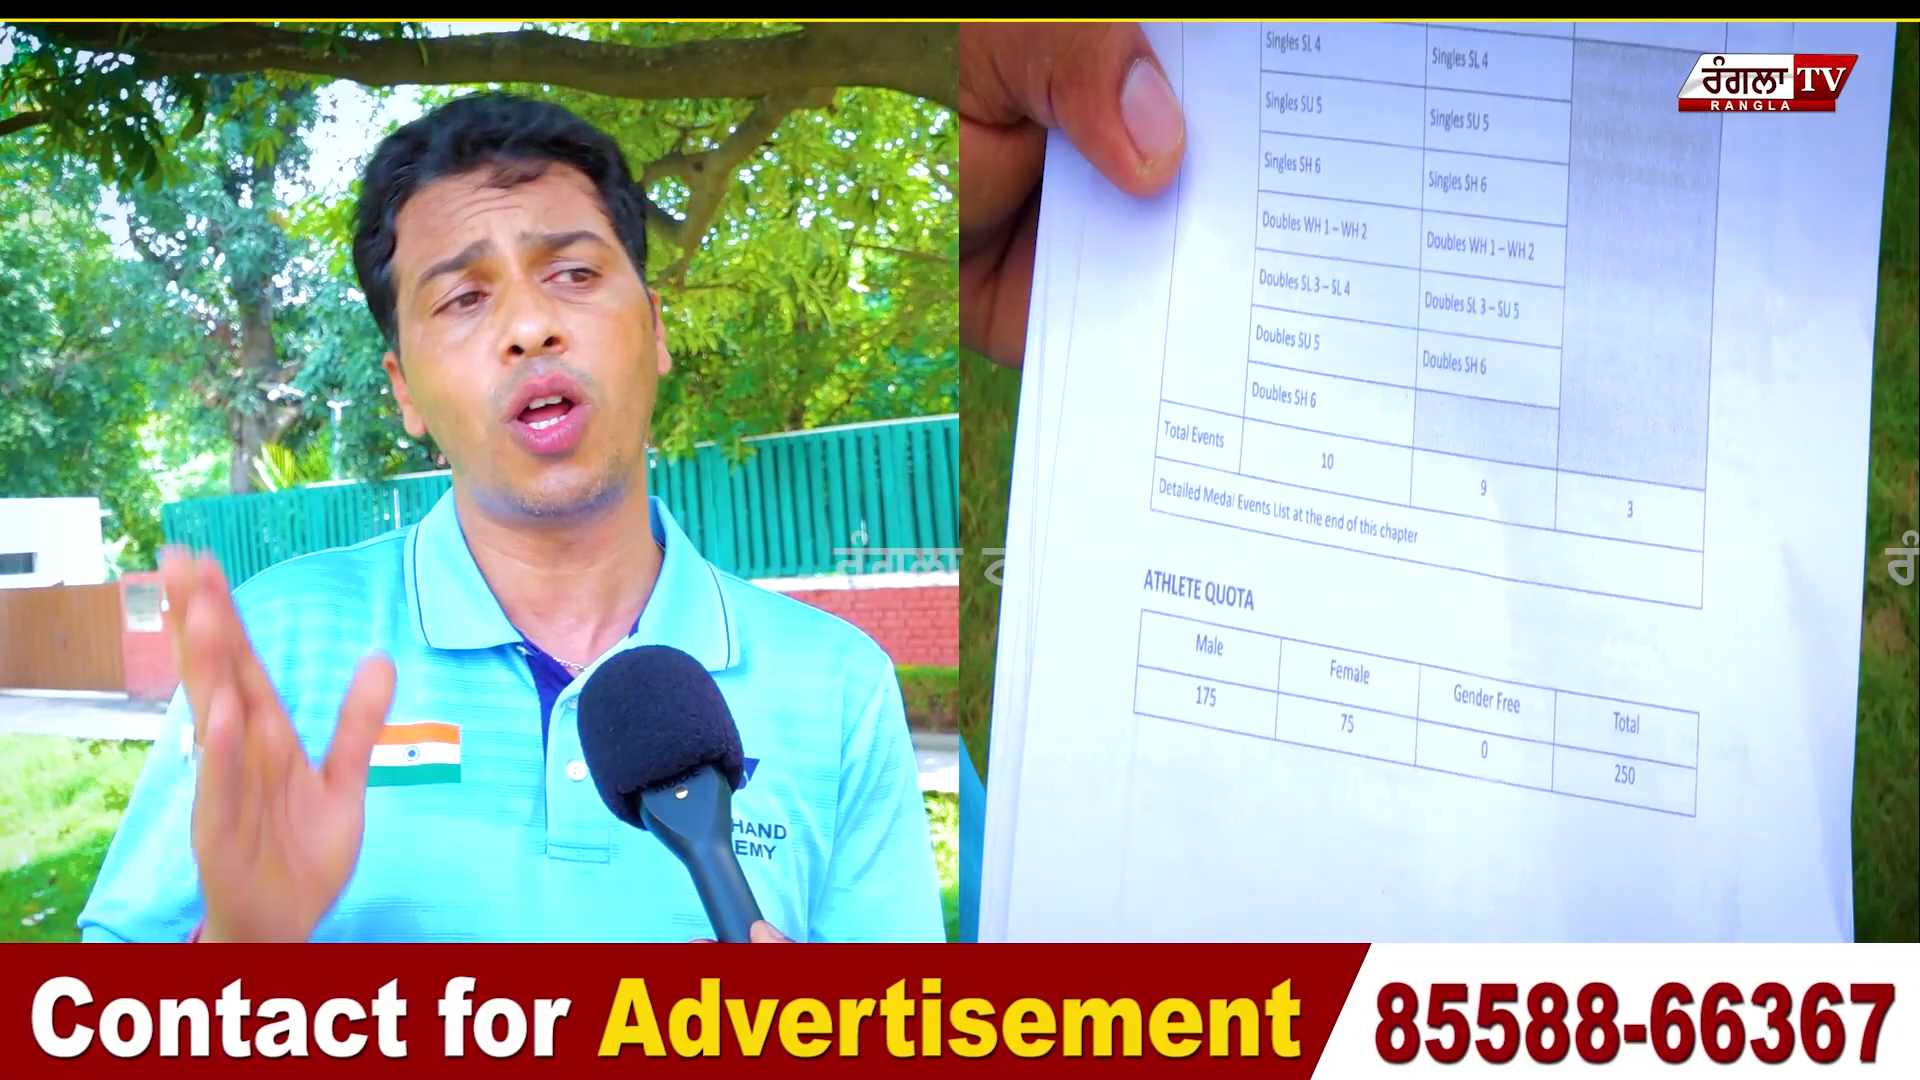 ਰੰਗਲਾ TV
RANGLA
Singles SL 4
Singles SL 4
Singles SU 5
Singles SU 5
Singles SH 6
Singles SH 6
Doubles WH 1 – WH 2
Doubles WH 1 – WH 2
Doubles SL 3 – SL 4
Doubles SL 3 – SU 5
Doubles SU 5
Doubles SH 6
Doubles SH 6
Total Events
10
9
3
Detailed Medal Events List at the end of this chapter
ATHLETE QUOTA
Male
Female
Gender Free
Total
175
75
0
250
ਰੰਗਲਾ
HAND
EMY
Contact for Advertisement
85588-66367